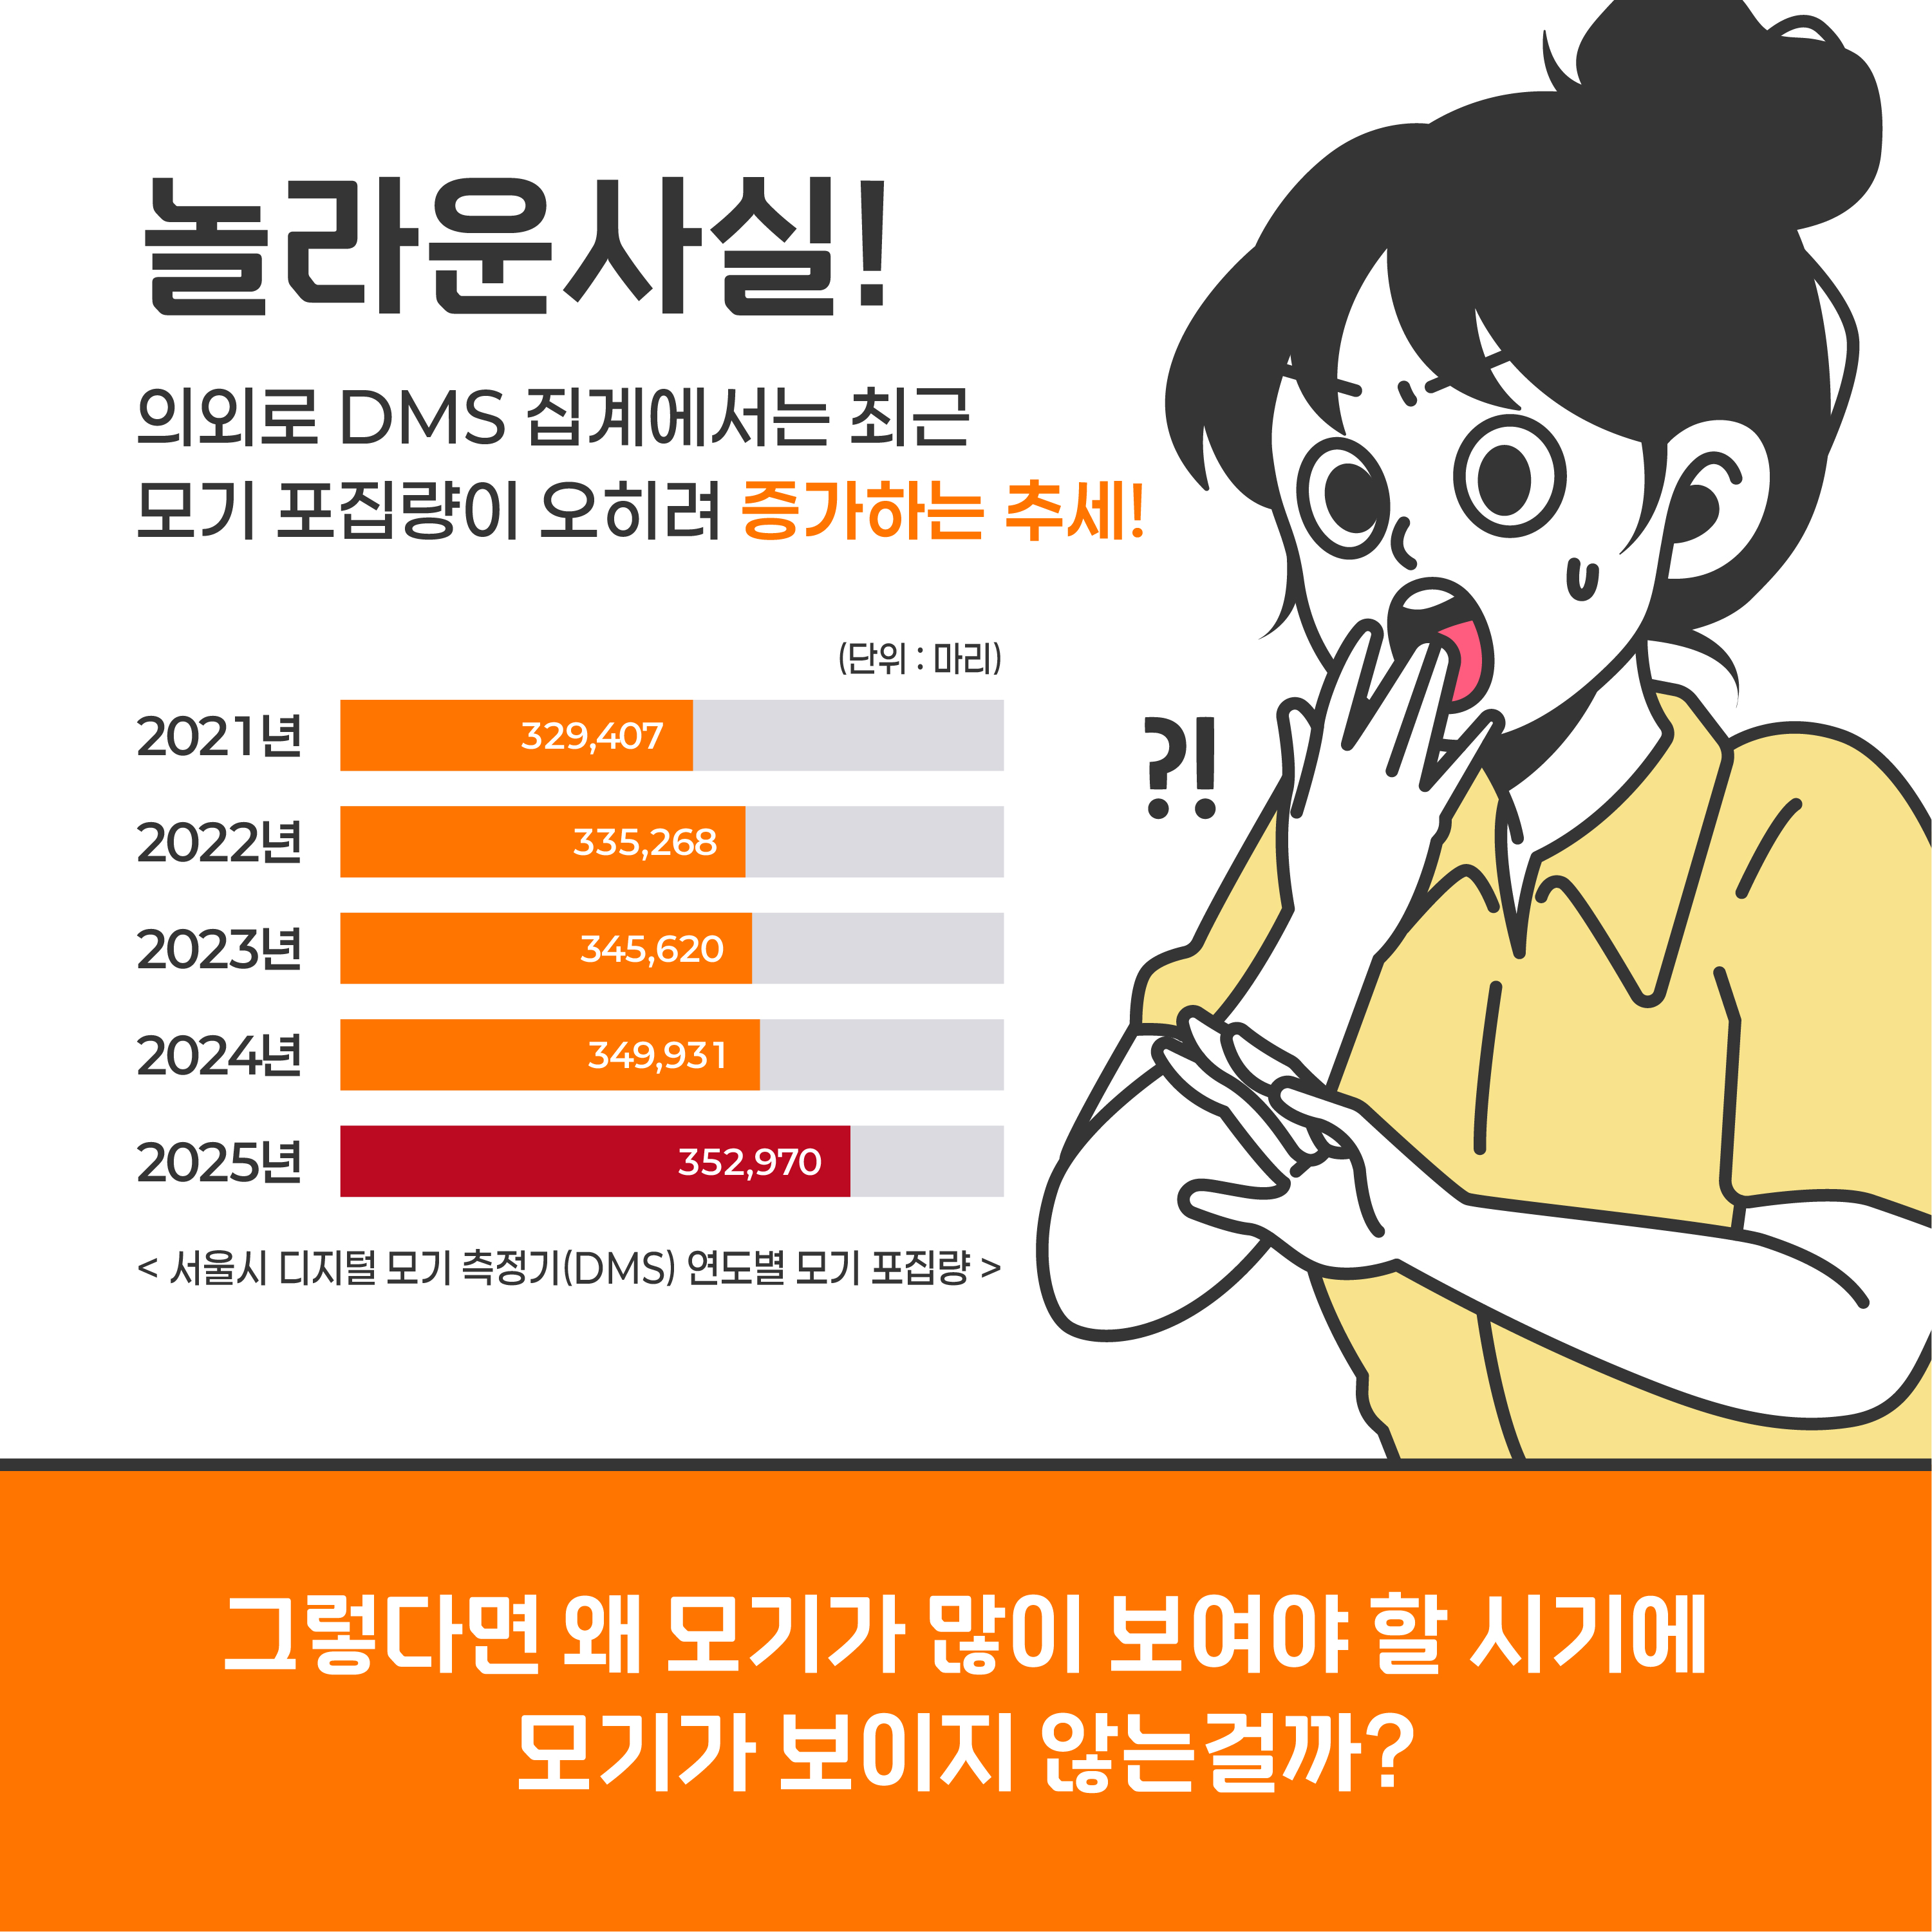 놀라운사실!
의외로 DMS 집계에서는 최근
모기 포집량이 오히려 증가하는 추세!
(단위 : 마리)
2021년 329,407
2022년 335,268
2023년 345,620
2024년 349,931
2025년 352,970
< 서울시 디지털 모기 측정기(DMS) 연도별 모기 포집량 >
?!
그렇다면 왜 모기가 많이 보여야 할 시기에
모기가 보이지 않는걸까?